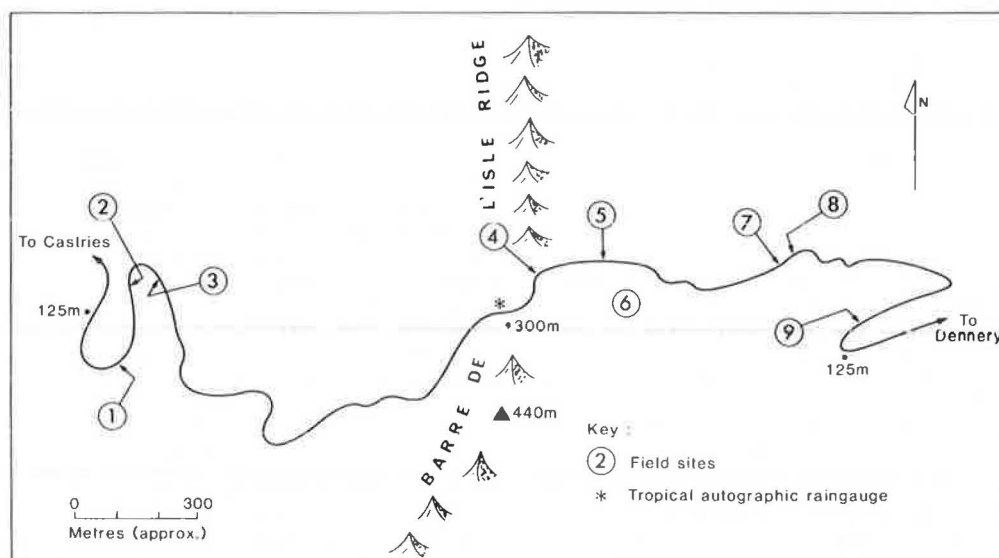 L'ISLE RIDGE
N
2
8
7
5
To Castries
4
3
6
125m
*
300m
9
To
Dennery
125m
1
BARRE DE
440m
Key :
2 Field sites
0 300
* Tropical autographic raingauge
Metres (approx.)